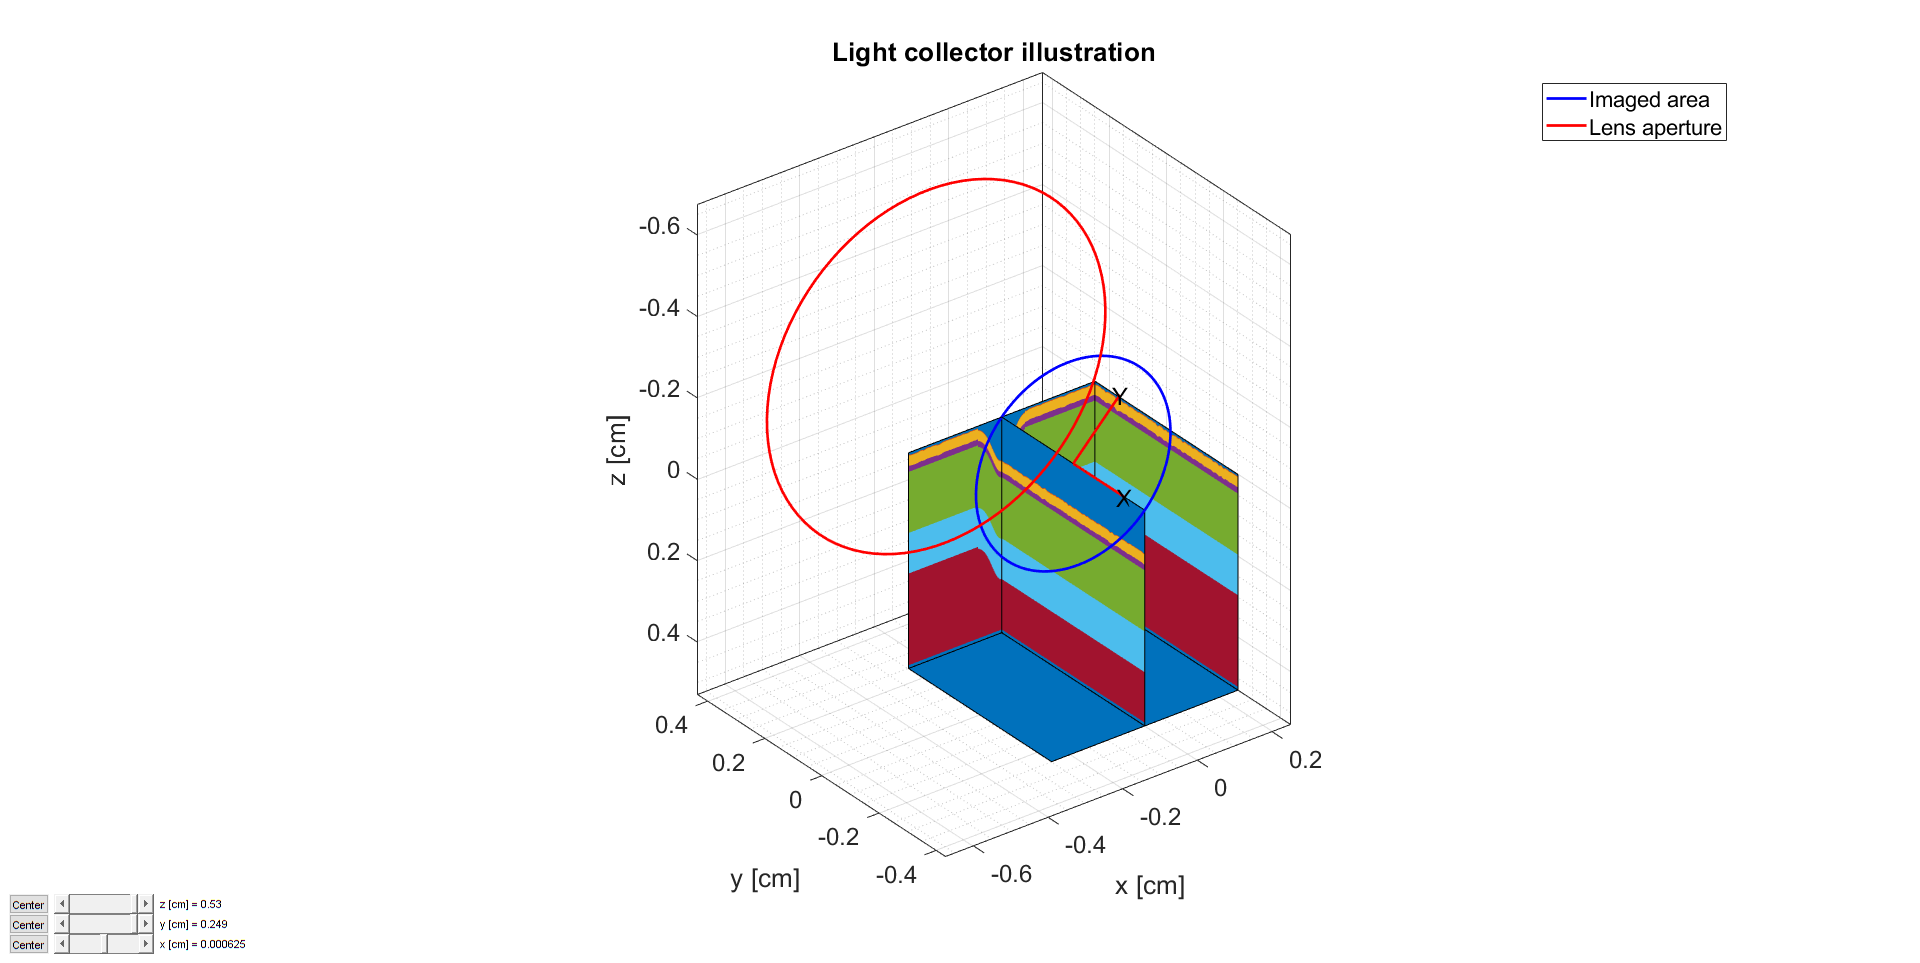 Light collector illustration
Imaged area
Lens aperture
-0.6
-0.4
-0.2
0
0.2
0.4
z [cm]
Y
X
0.4
0.2
0
-0.2
-0.4
y [cm]
0.2
0
-0.2
-0.4
-0.6
x [cm]
Center z [cm] = 0.53
Center y [cm] = 0.249
Center x [cm] = 0.000625